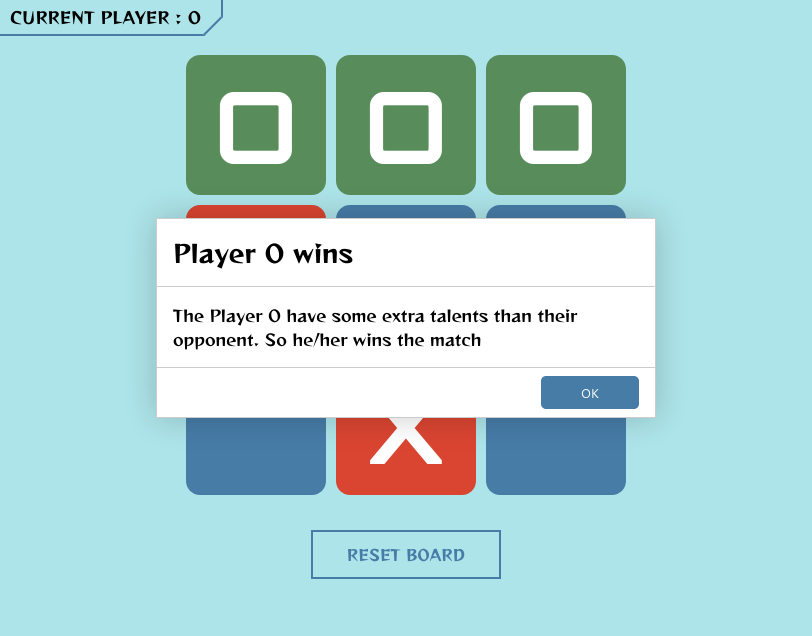 CURRENT PLAYER : O
O O O
Player O wins
The Player O have some extra talents than their
opponent. So he/her wins the match
OK
X
RESET BOARD